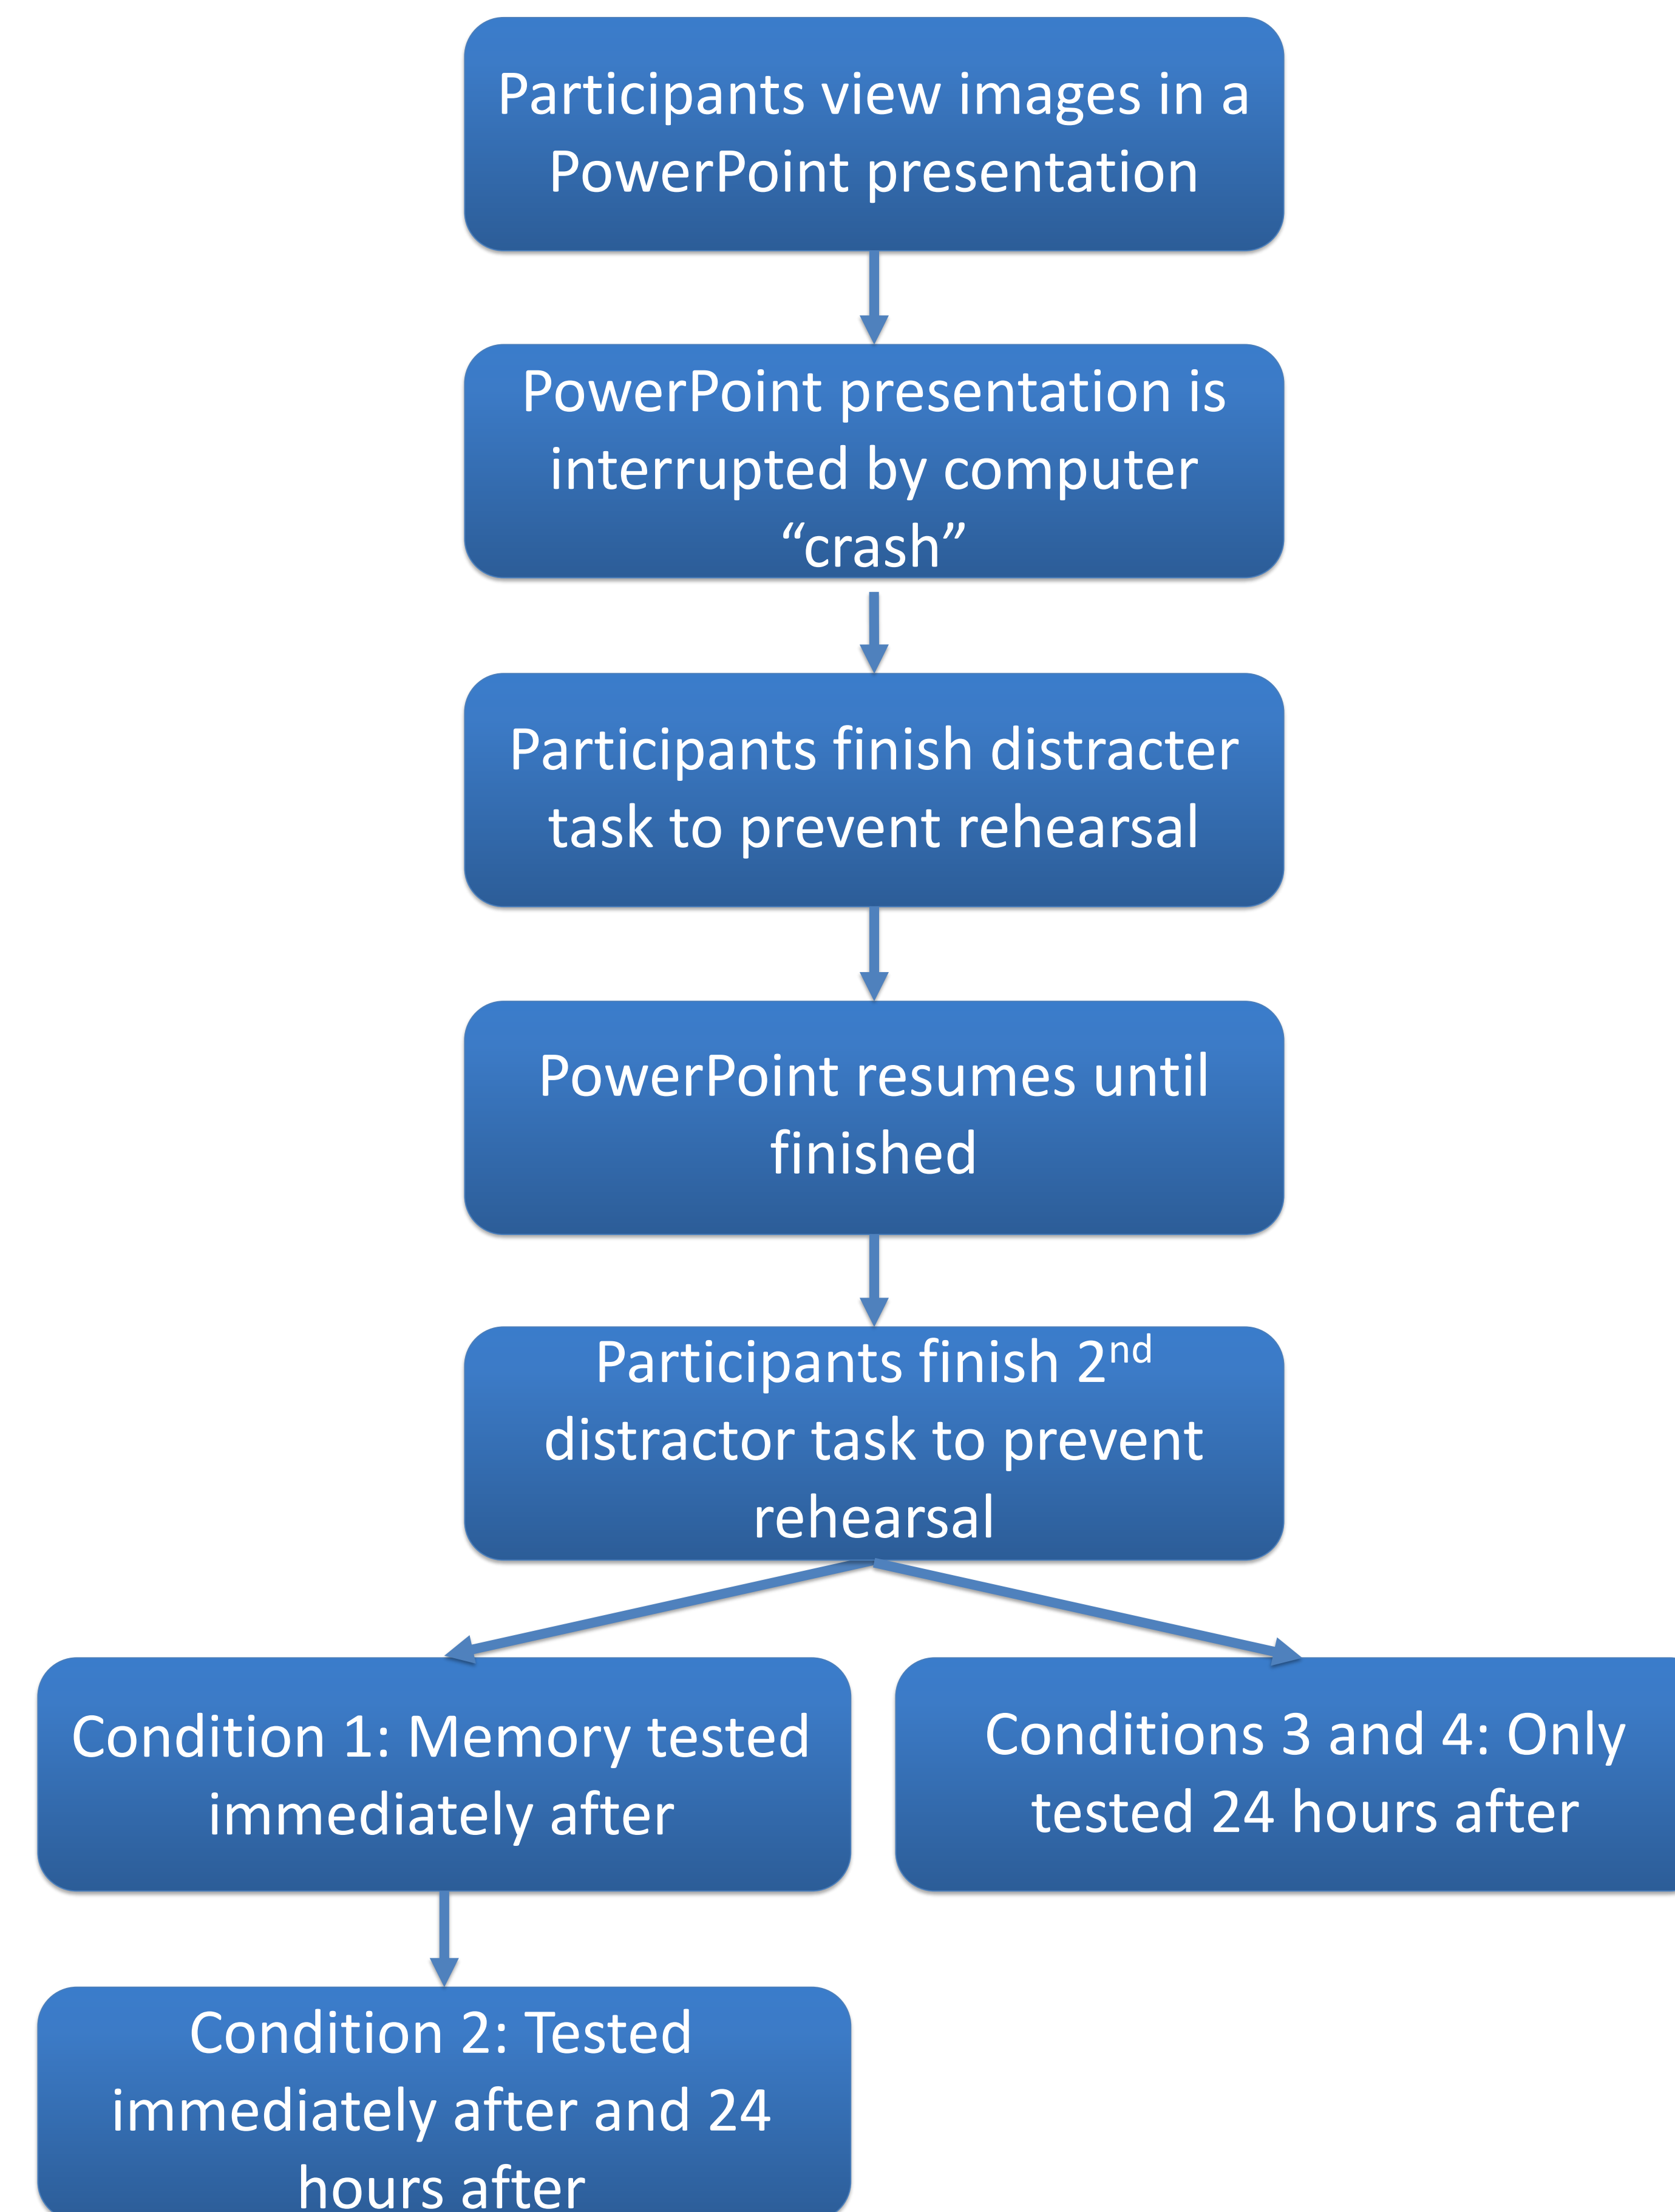 Participants view images in a
PowerPoint presentation
PowerPoint presentation is
interrupted by computer
“crash”
Participants finish distracter
task to prevent rehearsal
PowerPoint resumes until
finished
Participants finish 2nd
distractor task to prevent
rehearsal
Condition 1: Memory tested
immediately after
Conditions 3 and 4: Only
tested 24 hours after
Condition 2: Tested
immediately after and 24
hours after